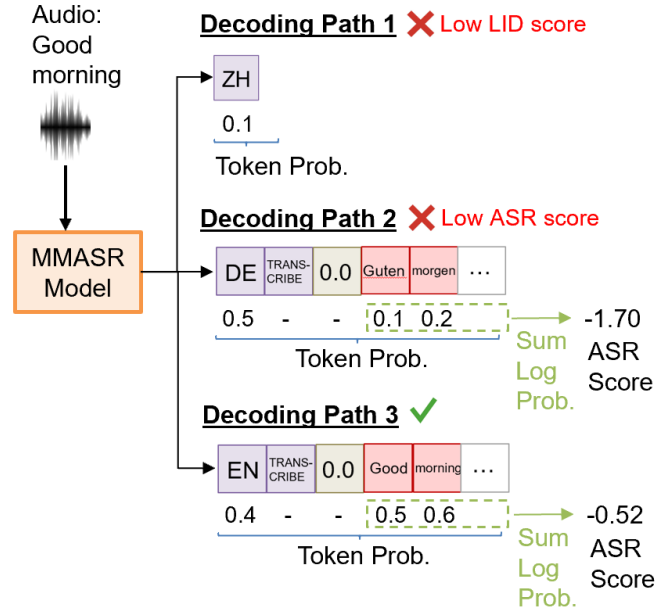 Audio:
Good
morning
MMASR
Model
Decoding Path 1 ❌ Low LID score
ZH
0.1
Token Prob.
Decoding Path 2 ❌ Low ASR score
DE TRANS-CRIBE 0.0 Guten morgen ...
0.5 - - 0.1 0.2
Token Prob.
Sum
Log
Prob.
-1.70
ASR
Score
Decoding Path 3 ✓
EN TRANS-CRIBE 0.0 Good morning ...
0.4 - - 0.5 0.6
Token Prob.
Sum
Log
Prob.
-0.52
ASR
Score